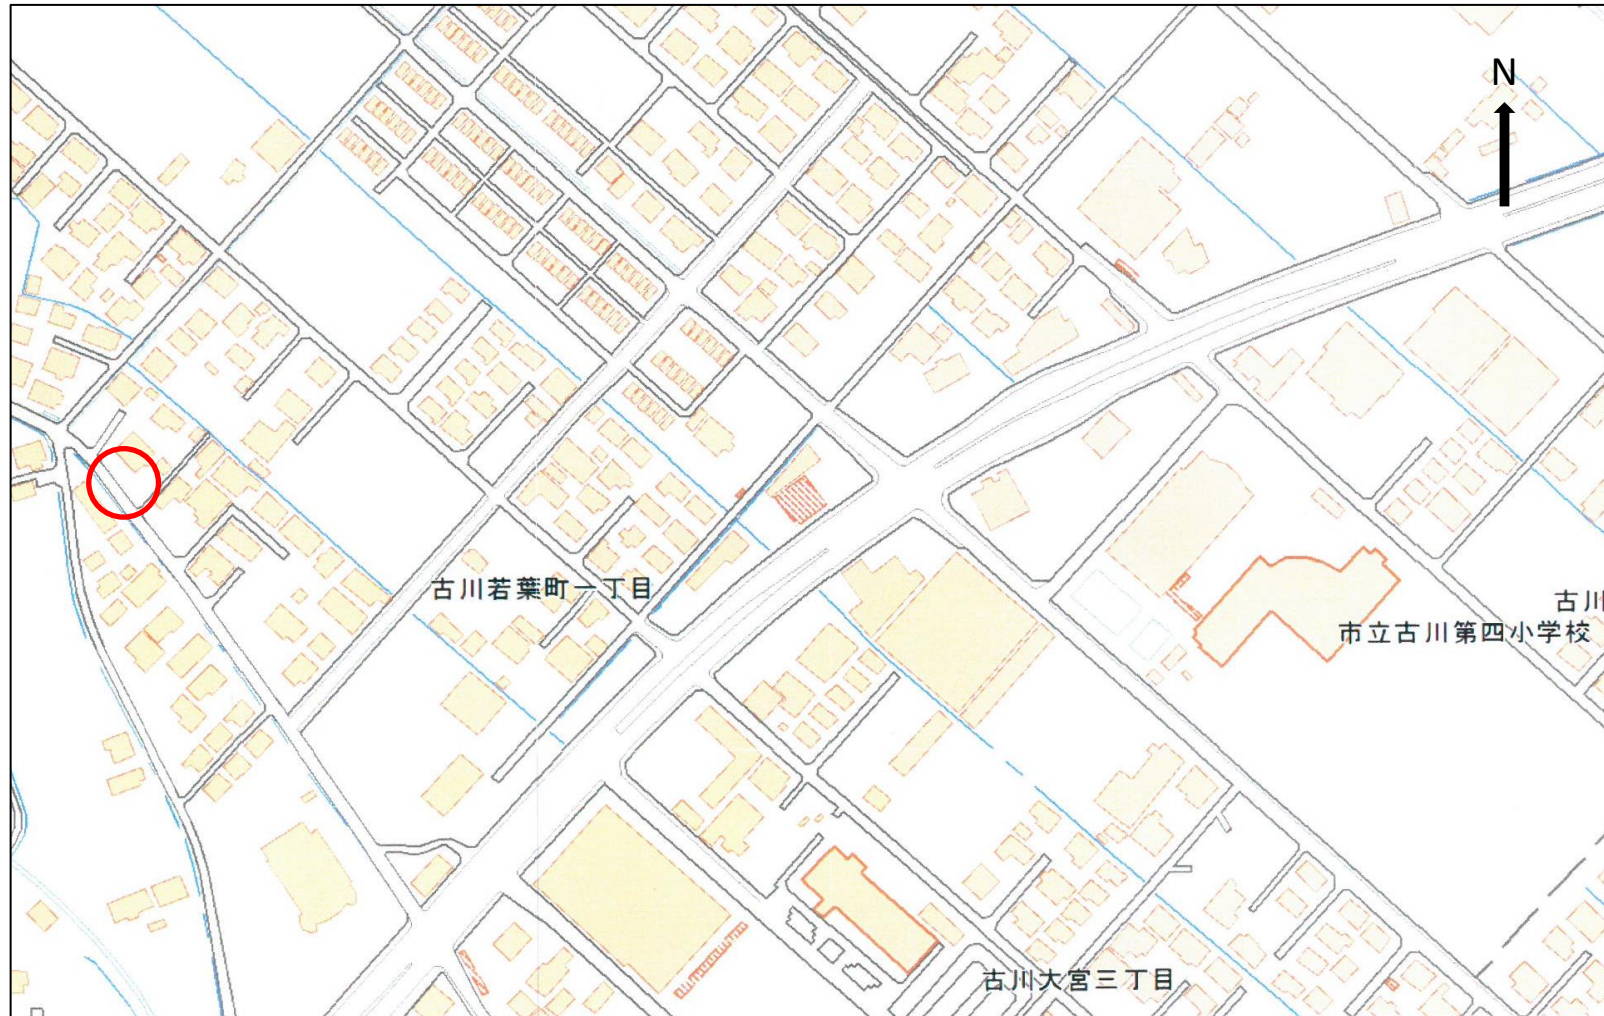 N
古川若葉町一丁目
古川
市立古川第四小学校
古川大宮三丁目